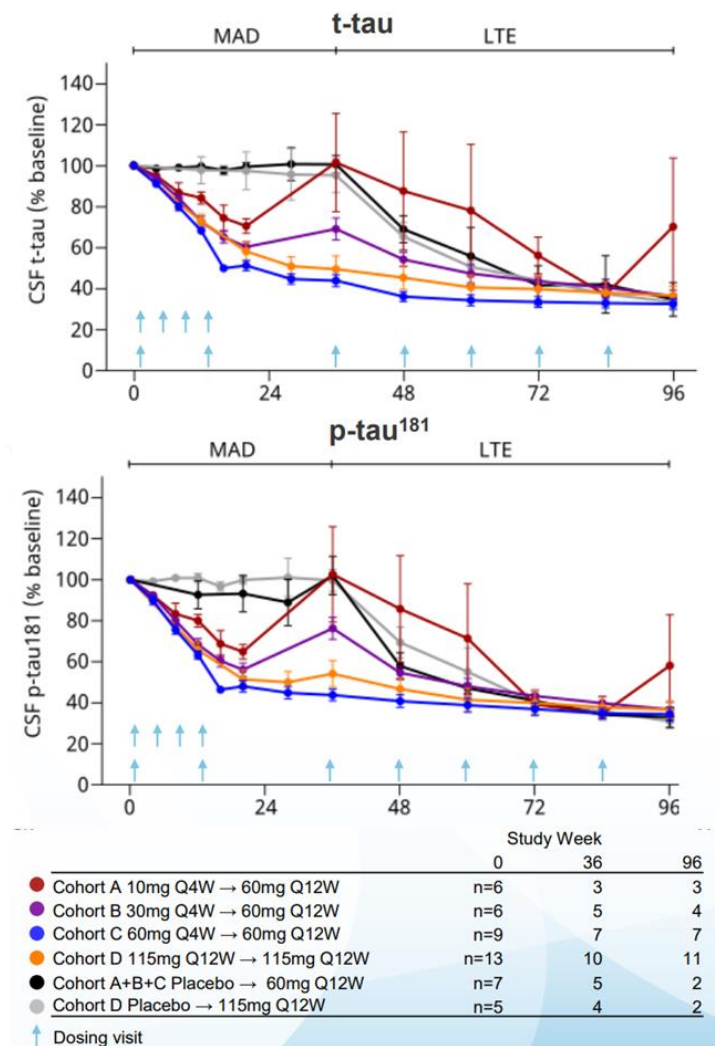 t-tau
MAD LTE
CSF t-tau (% baseline)
140
120
100
80
60
40
20
0
0 24 48 72 96
p-tau181
MAD LTE
CSF p-tau181 (% baseline)
140
120
100
80
60
40
20
0
0 24 48 72 96
Study Week
0 36 96
Cohort A 10mg Q4W → 60mg Q12W n=6 3 3
Cohort B 30mg Q4W → 60mg Q12W n=6 5 4
Cohort C 60mg Q4W → 60mg Q12W n=9 7 7
Cohort D 115mg Q12W → 115mg Q12W n=13 10 11
Cohort A+B+C Placebo → 60mg Q12W n=7 5 2
Cohort D Placebo → 115mg Q12W n=5 4 2
Dosing visit